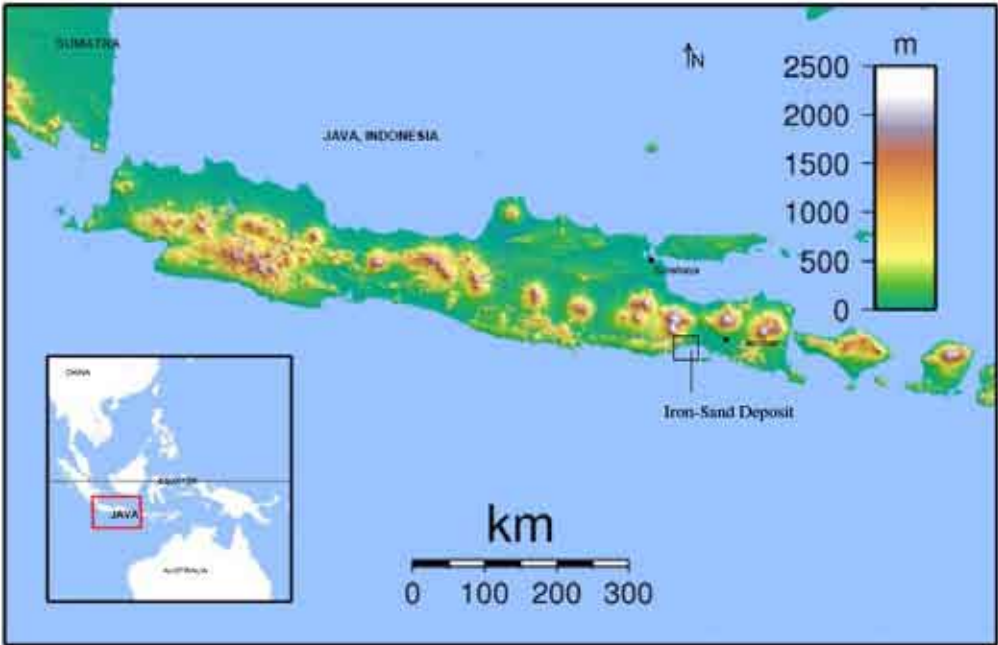 SUMATRA
N
m
2500
2000
1500
1000
500
0
JAVA, INDONESIA
Surabaya
Iron-Sand Deposit
CHINA
EQUATOR
JAVA
AUSTRALIA
km
0 100 200 300